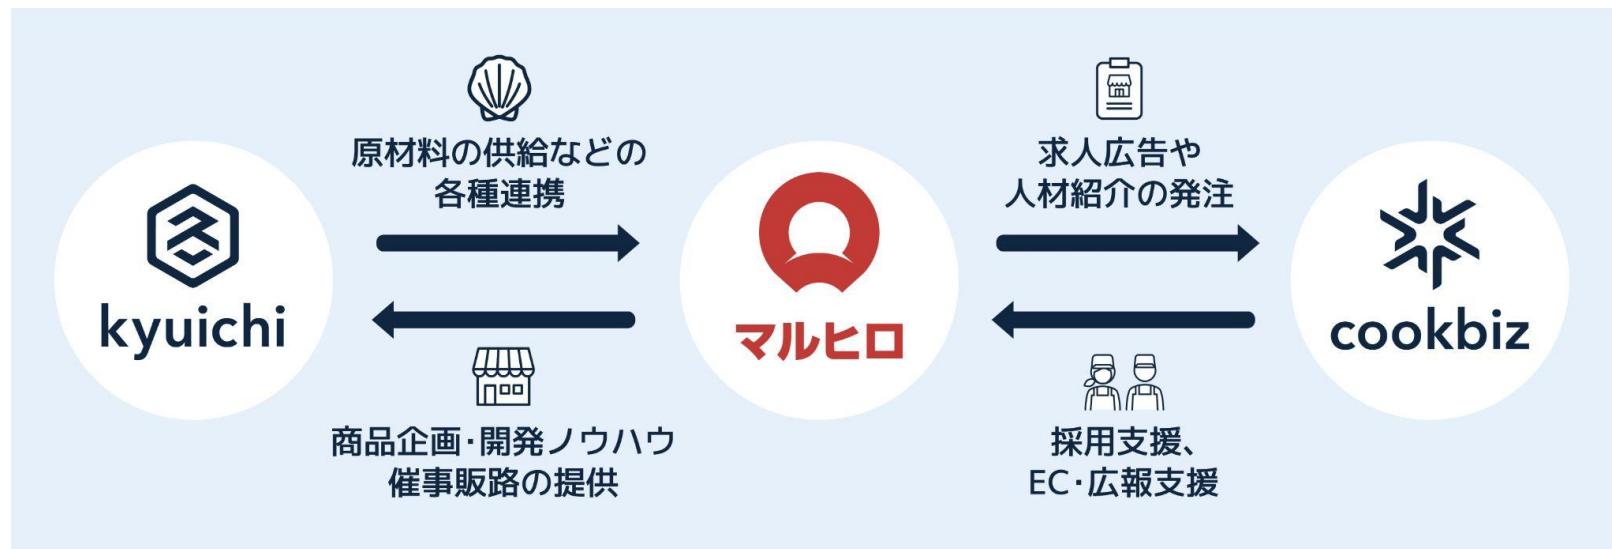 原材料の供給などの
各種連携
kyuichi
商品企画・開発ノウハウ
催事販路の提供
マルヒロ
求人広告や
人材紹介の発注
cookbiz
採用支援、
EC・広報支援